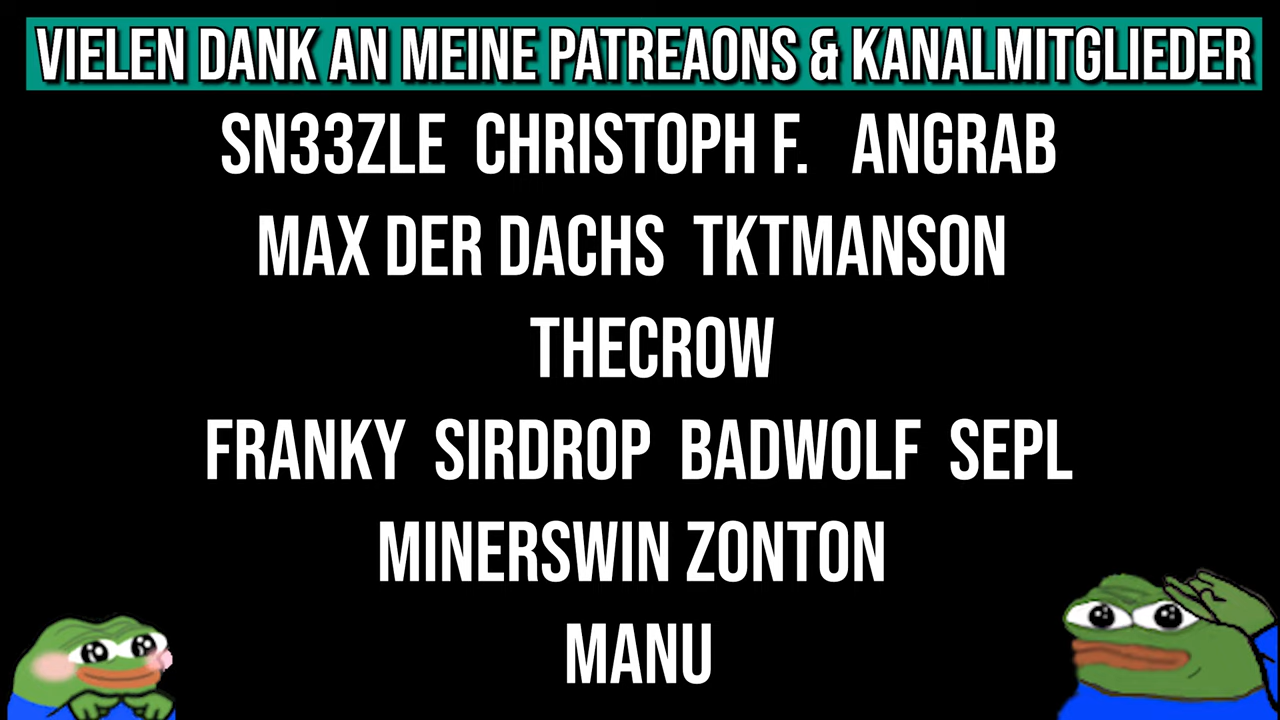 VIELEN DANK AN MEINE PATREAONS & KANALMITGLIEDER
SN33ZLE CHRISTOPH F. ANGRAB
MAX DER DACHS TKTMANSON
THECROW
FRANKY SIRDROP BADWOLF SEPL
MINERSWIN ZONTON
MANU